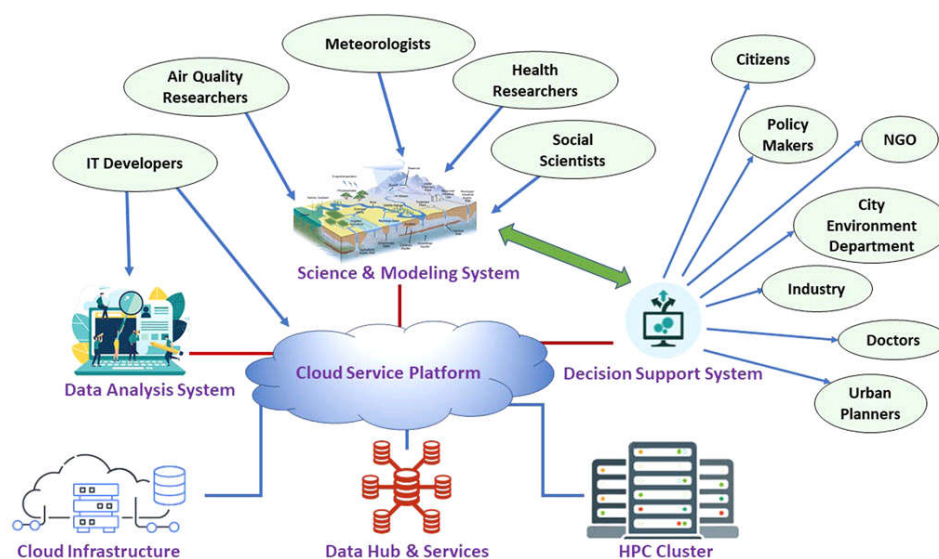 Meteorologists
Citizens
Air Quality
Researchers
Health
Researchers
Policy
Makers
NGO
Social
Scientists
IT Developers
City
Environment
Department
Science & Modeling System
Industry
Doctors
Cloud Service Platform
Data Analysis System
Decision Support System
Urban
Planners
Cloud Infrastructure
Data Hub & Services
HPC Cluster